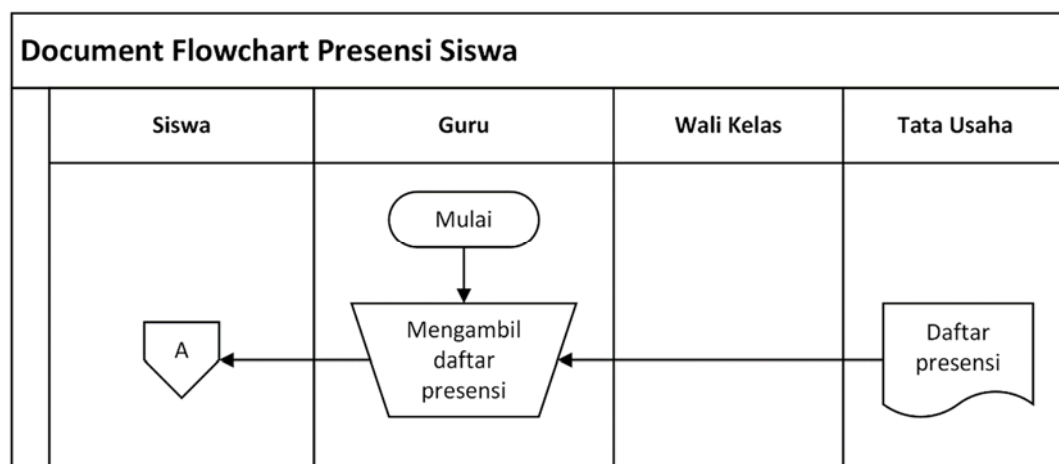 Document Flowchart Presensi Siswa
Siswa
Guru
Wali Kelas
Tata Usaha
Mulai
A
Mengambil
daftar
presensi
Daftar
presensi